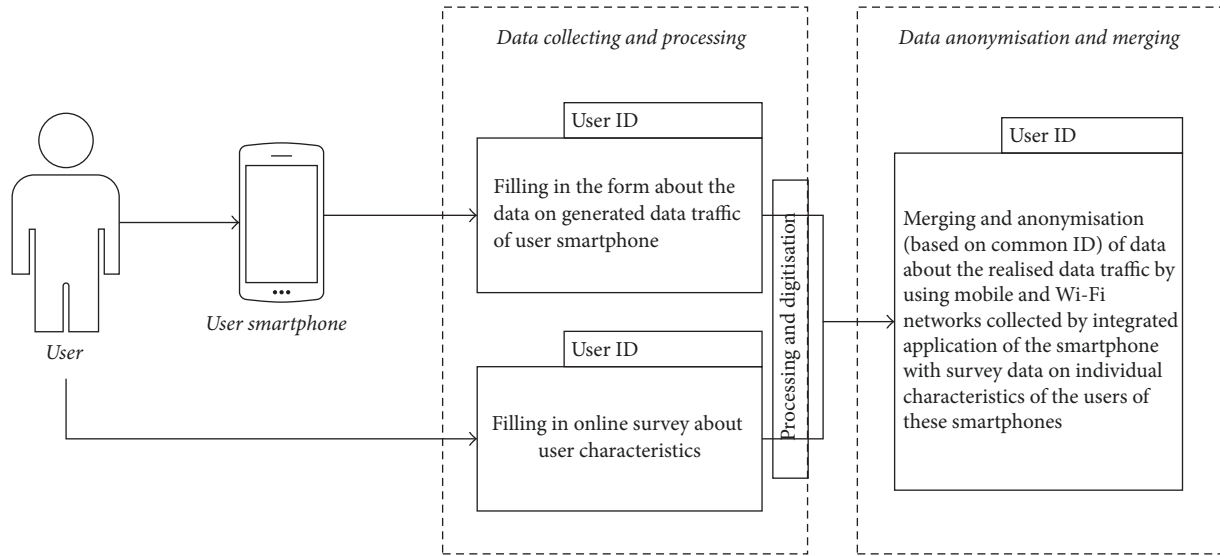 Data collecting and processing
Data anonymisation and merging
User
User smartphone
User ID
Filling in the form about the
data on generated data traffic
of user smartphone
User ID
Filling in online survey about
user characteristics
Processing and digitisation
User ID
Merging and anonymisation
(based on common ID) of data
about the realised data traffic by
using mobile and Wi-Fi
networks collected by integrated
application of the smartphone
with survey data on individual
characteristics of the users of
these smartphones